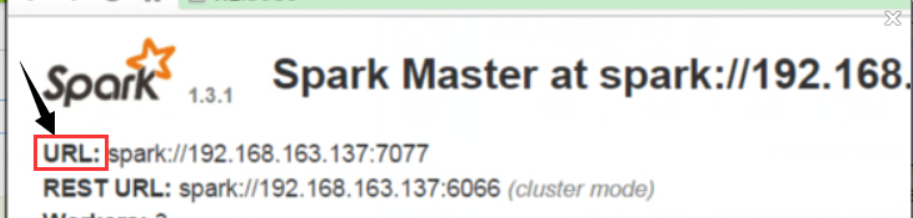 Spark 1.3.1 Spark Master at spark://192.168.
URL: spark://192.168.163.137:7077
REST URL: spark://192.168.163.137:6066 (cluster mode)